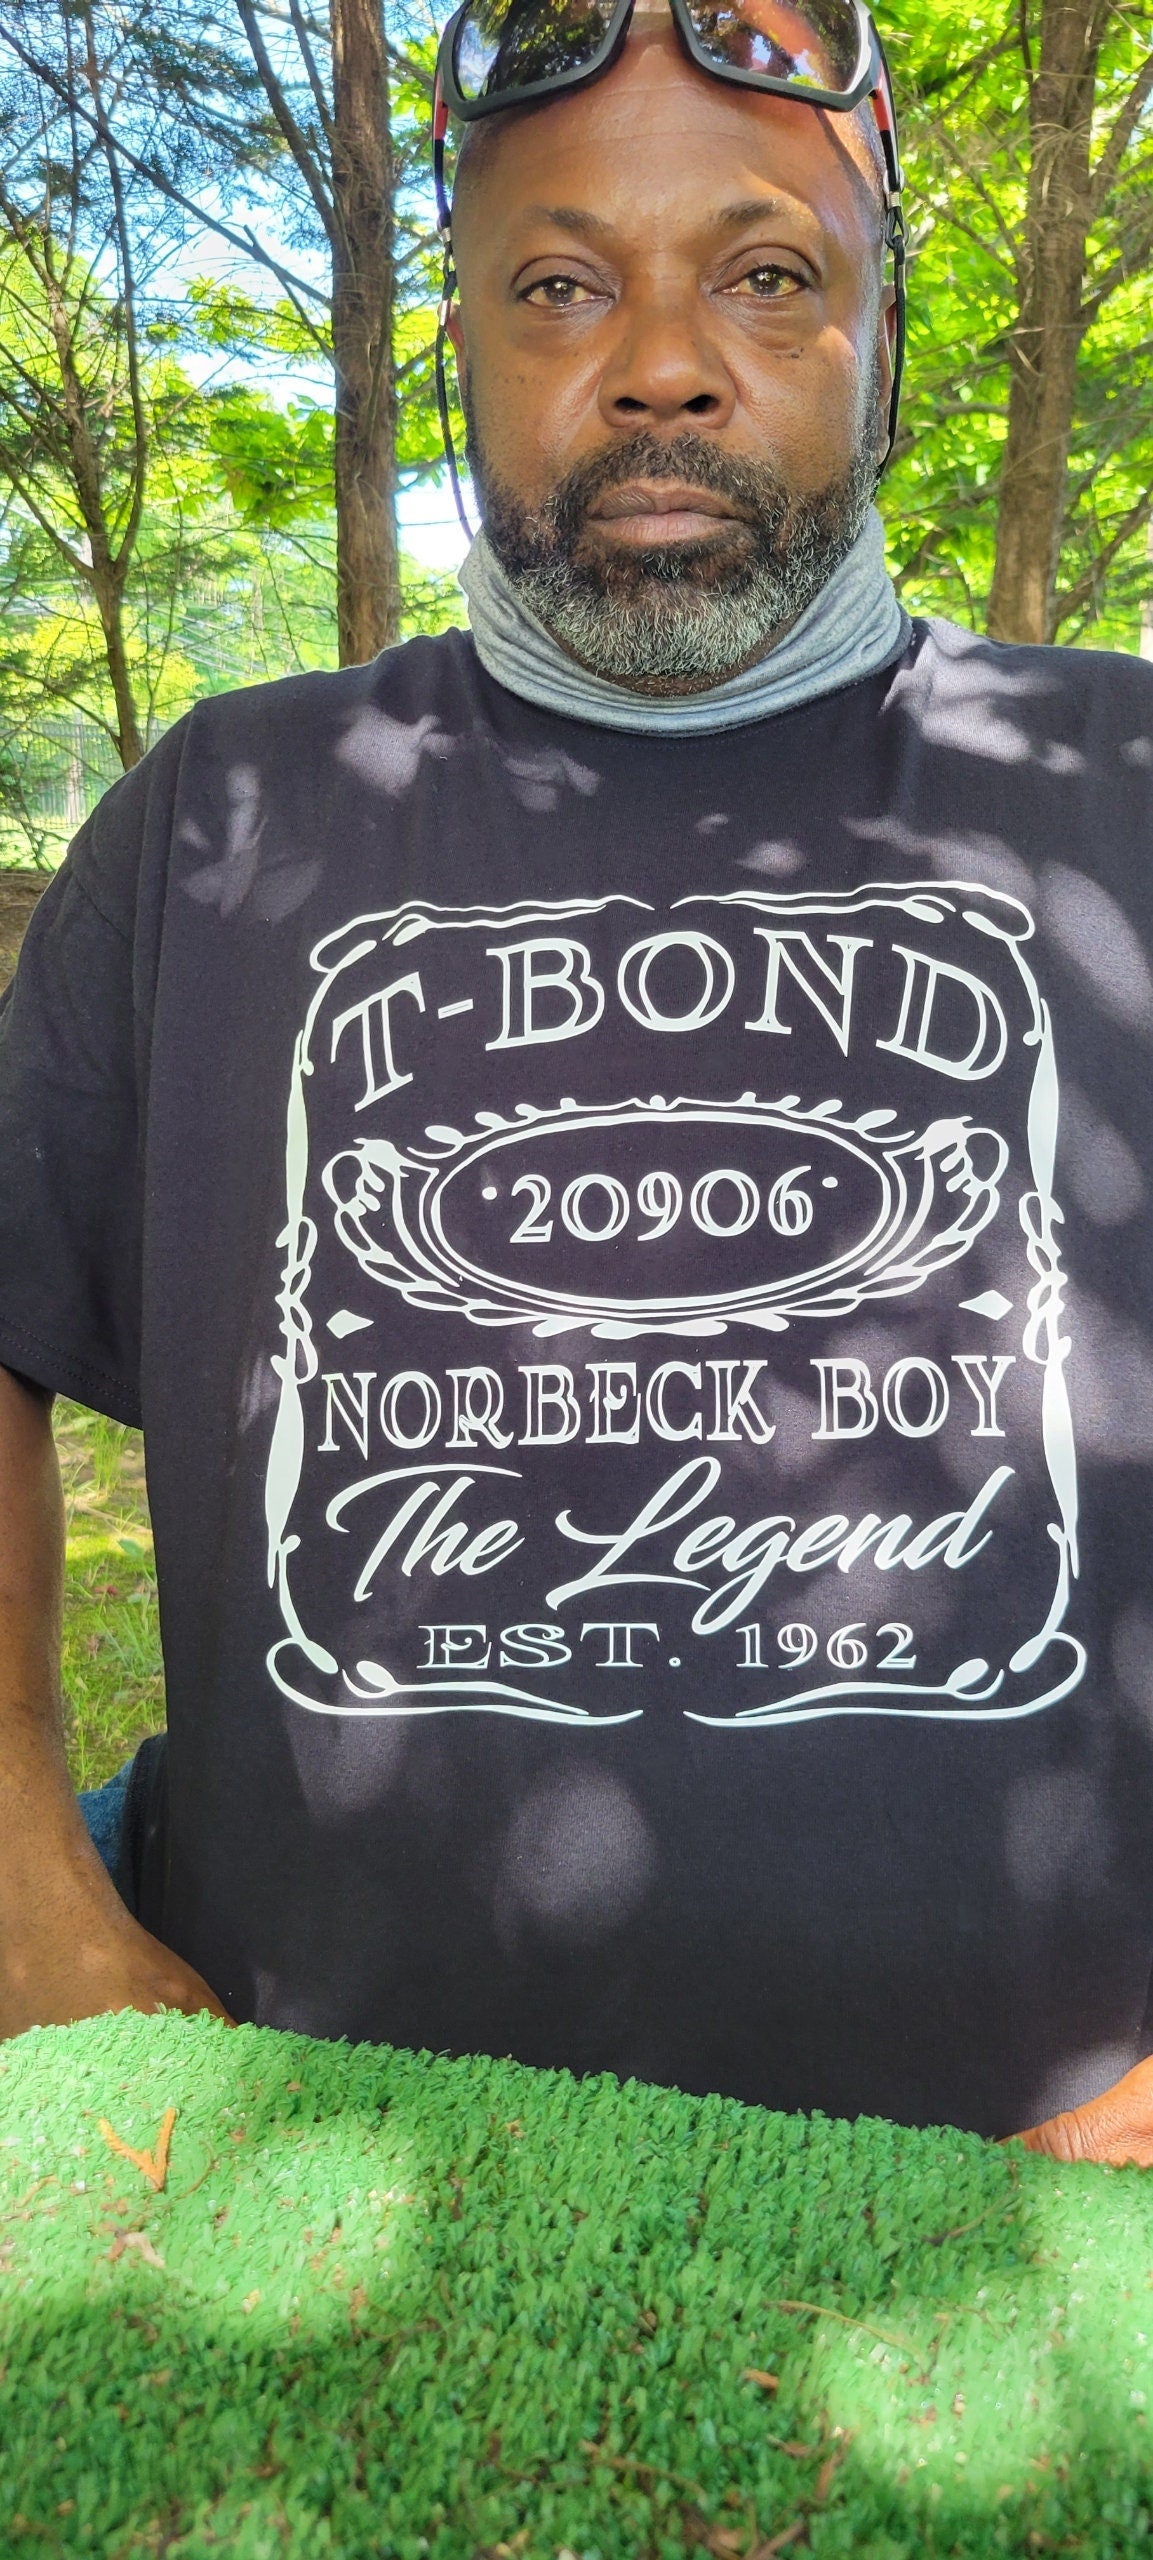 T-BOND
·20906·
NORBECK BOY
The Legend
EST. 1962